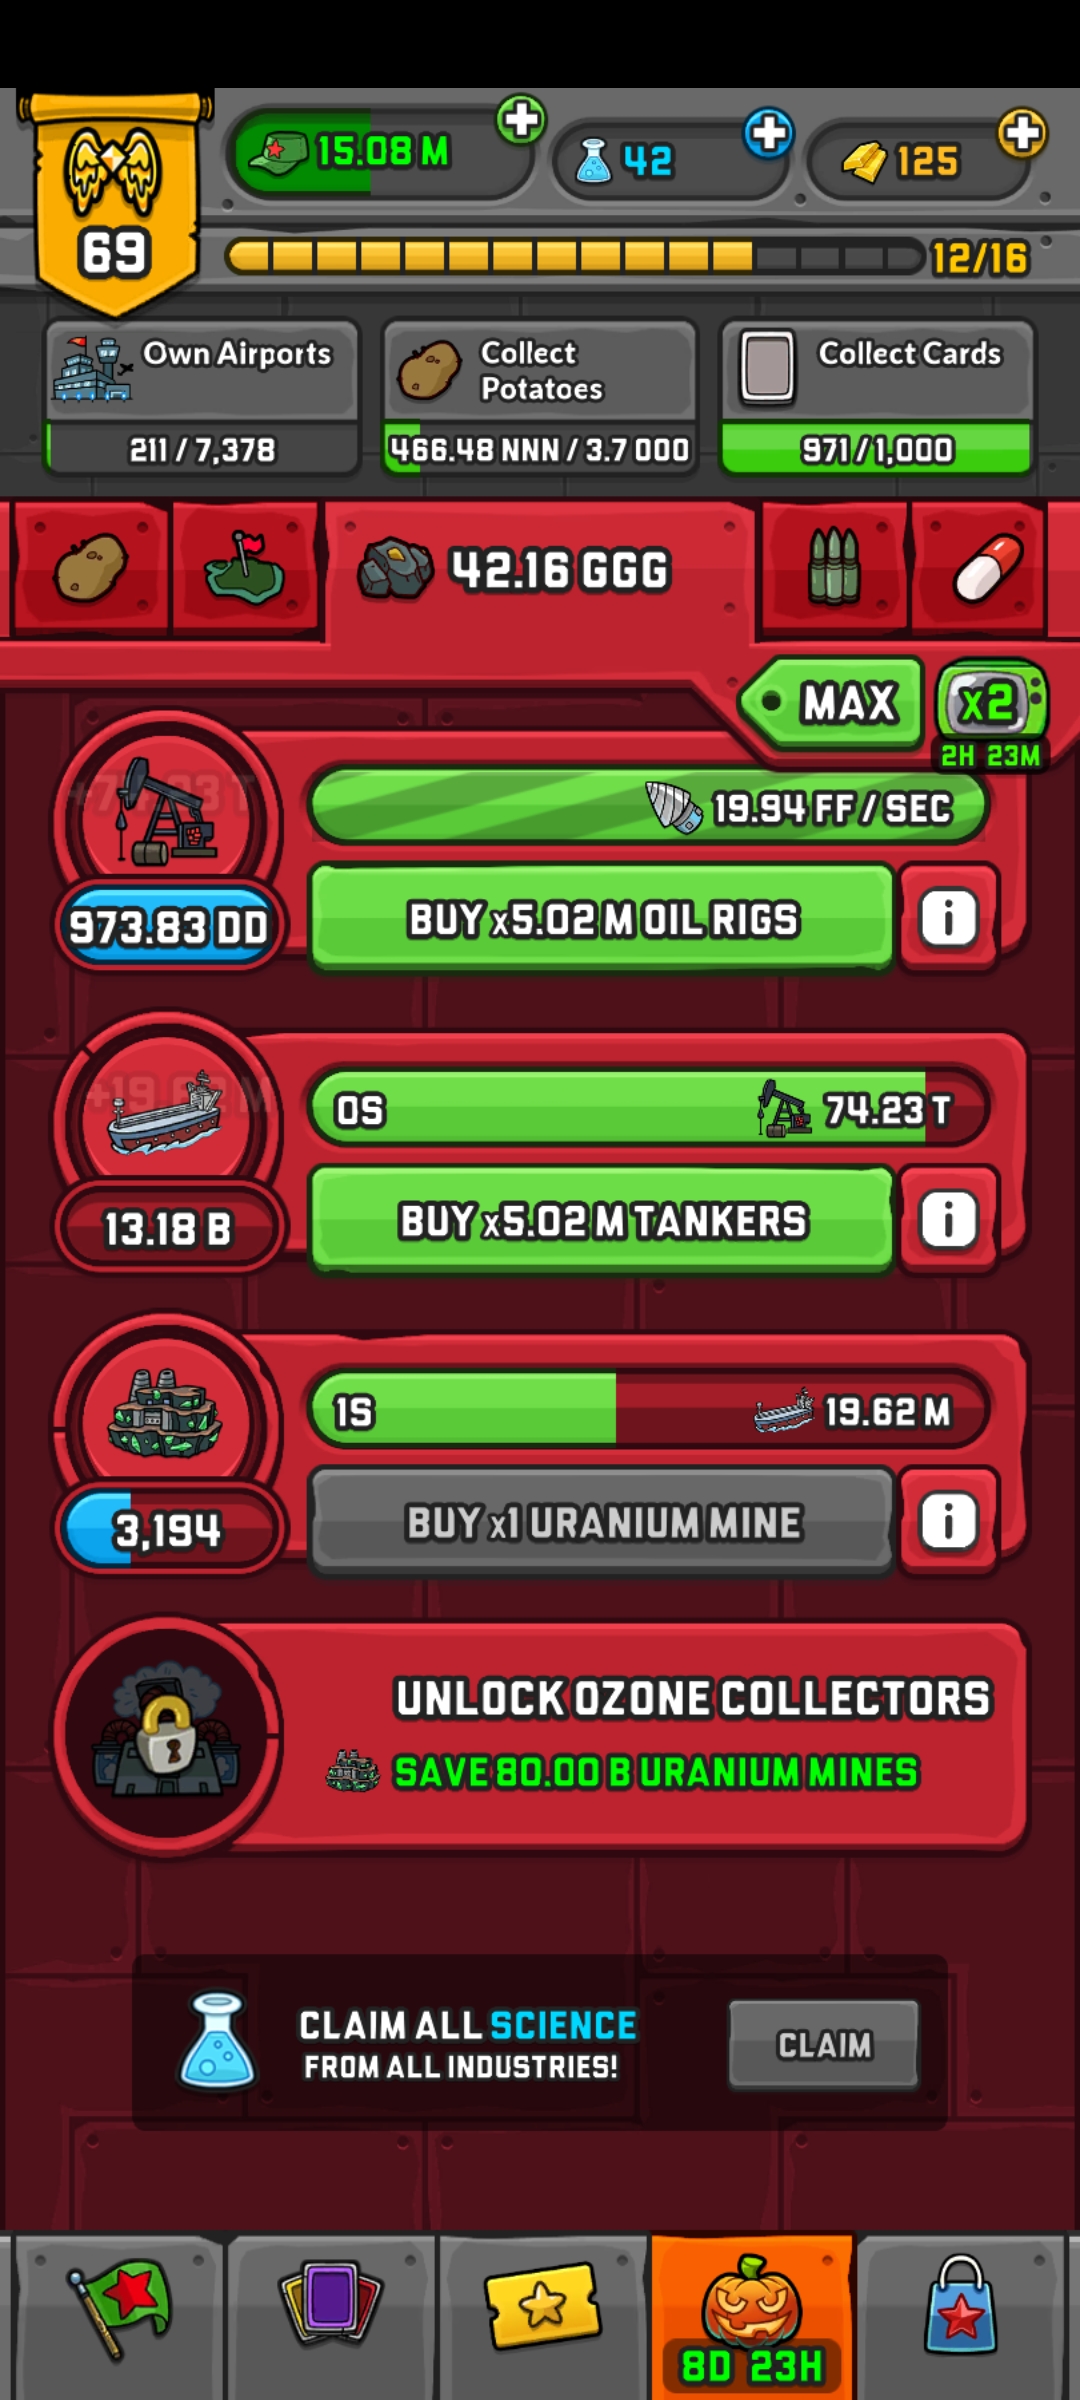 15.08 M
42
125
69
12/16
Own Airports
211 / 7,378
Collect
Potatoes
466.48 NNN / 3.7 OOO
Collect Cards
971 / 1,000
42.16 GGG
MAX
x2
2H 23M
19.94 FF / SEC
973.83 DD
BUY x5.02 M OIL RIGS
i
0S
74.23 T
13.18 B
BUY x5.02 M TANKERS
i
1S
19.62 M
3,194
BUY x1 URANIUM MINE
i
UNLOCK OZONE COLLECTORS
SAVE 80.00 B URANIUM MINES
CLAIM ALL SCIENCE
FROM ALL INDUSTRIES!
CLAIM
8D 23H